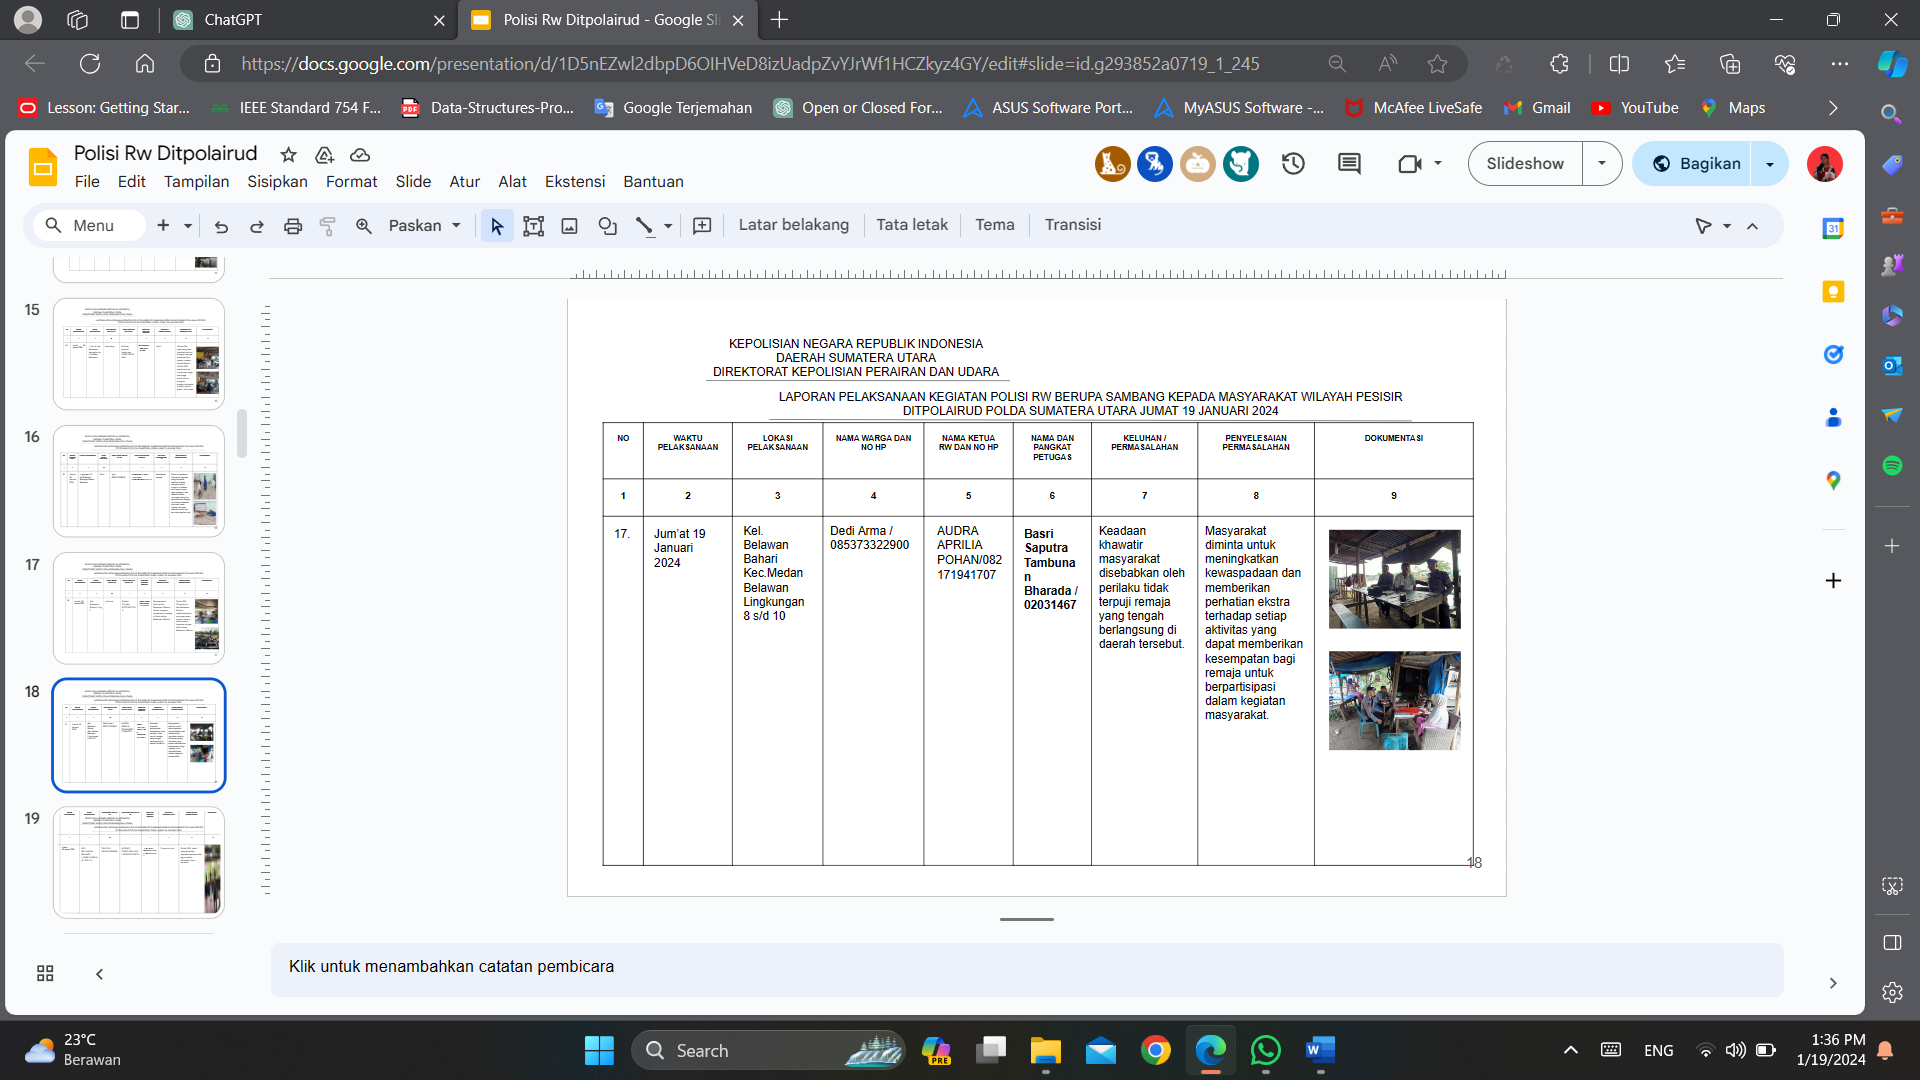 ChatGPT
Polisi Rw Ditpolairud - Google Sli
https://docs.google.com/presentation/d/1D5nEZwl2dbpD6OIHVeD8izUadpZvYJrWf1HCZkyz4GY/edit#slide=id.g293852a0719_1_245
Lesson: Getting Star...
IEEE Standard 754 F...
Data-Structures-Pro...
Google Terjemahan
Open or Closed For...
ASUS Software Port...
MyASUS Software -...
McAfee LiveSafe
Gmail
YouTube
Maps
Polisi Rw Ditpolairud
File Edit Tampilan Sisipkan Format Slide Atur Alat Ekstensi Bantuan
Slideshow
Bagikan
Menu
Paskan
Latar belakang
Tata letak
Tema
Transisi
31
15
16
17
18
19
KEPOLISIAN NEGARA REPUBLIK INDONESIA
DAERAH SUMATERA UTARA
DIREKTORAT KEPOLISIAN PERAIRAN DAN UDARA
LAPORAN PELAKSANAAN KEGIATAN POLISI RW BERUPA SAMBANG KEPADA MASYARAKAT WILAYAH PESISIR
DITPOLAIRUD POLDA SUMATERA UTARA JUMAT 19 JANUARI 2024
NO
WAKTU
PELAKSANAAN
LOKASI
PELAKSANAAN
NAMA WARGA DAN
NO HP
NAMA KETUA
RW DAN NO HP
NAMA DAN
PANGKAT
PETUGAS
KELUHAN /
PERMASALAHAN
PENYELESAIAN
PERMASALAHAN
DOKUMENTASI
1 2 3 4 5 6 7 8 9
17.
Jum'at 19
Januari
2024
Kel.
Belawan
Bahari
Kec.Medan
Belawan
Lingkungan
8 s/d 10
Dedi Arma /
085373322900
AUDRA
APRILIA
POHAN/082
171941707
Basri
Saputra
Tambuna
n
Bharada /
02031467
Keadaan
khawatir
masyarakat
disebabkan oleh
perilaku tidak
terpuji remaja
yang tengah
berlangsung di
daerah tersebut.
Masyarakat
diminta untuk
meningkatkan
kewaspadaan dan
memberikan
perhatian ekstra
terhadap setiap
aktivitas yang
dapat memberikan
kesempatan bagi
remaja untuk
berpartisipasi
dalam kegiatan
masyarakat.
18
Klik untuk menambahkan catatan pembicara
23°C
Berawan
Search
PRE
ENG
1:36 PM
1/19/2024